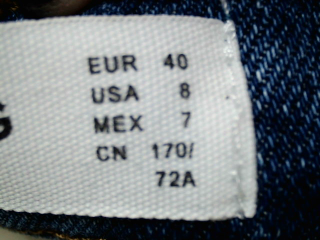 EUR 40
USA 8
MEX 7
CN 170/
72A